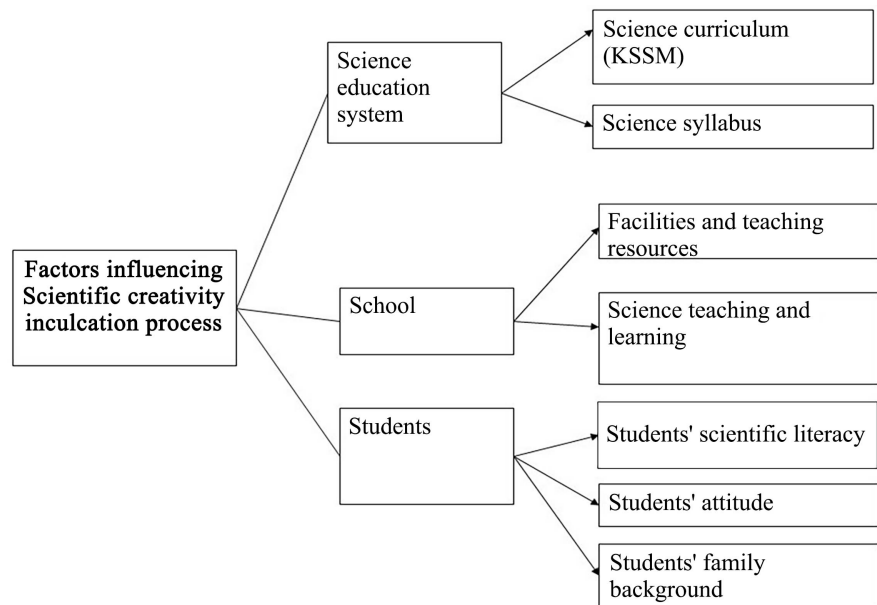 Factors influencing
Scientific creativity
inculcation process
Science
education
system
Science curriculum
(KSSM)
Science syllabus
School
Facilities and teaching
resources
Science teaching and
learning
Students
Students' scientific literacy
Students' attitude
Students' family
background